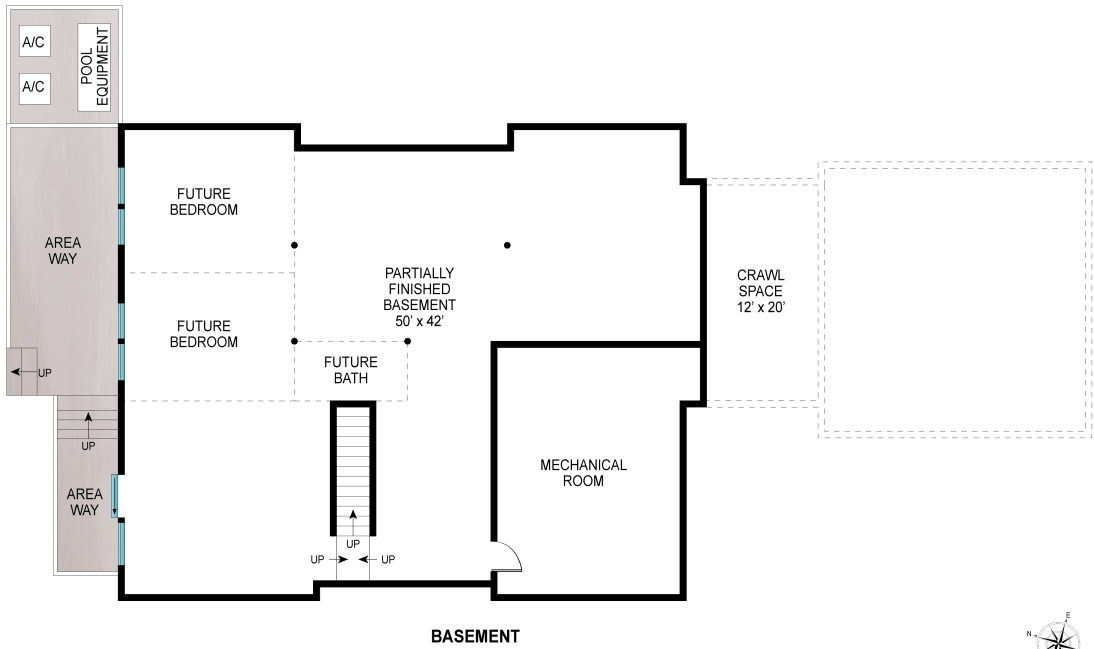 A/C
A/C
POOL
EQUIPMENT
FUTURE
BEDROOM
AREA
WAY
PARTIALLY
FINISHED
BASEMENT
50' x 42'
CRAWL
SPACE
12' x 20'
FUTURE
BEDROOM
FUTURE
BATH
UP
UP
AREA
WAY
MECHANICAL
ROOM
UP
UP
UP
BASEMENT
E
N